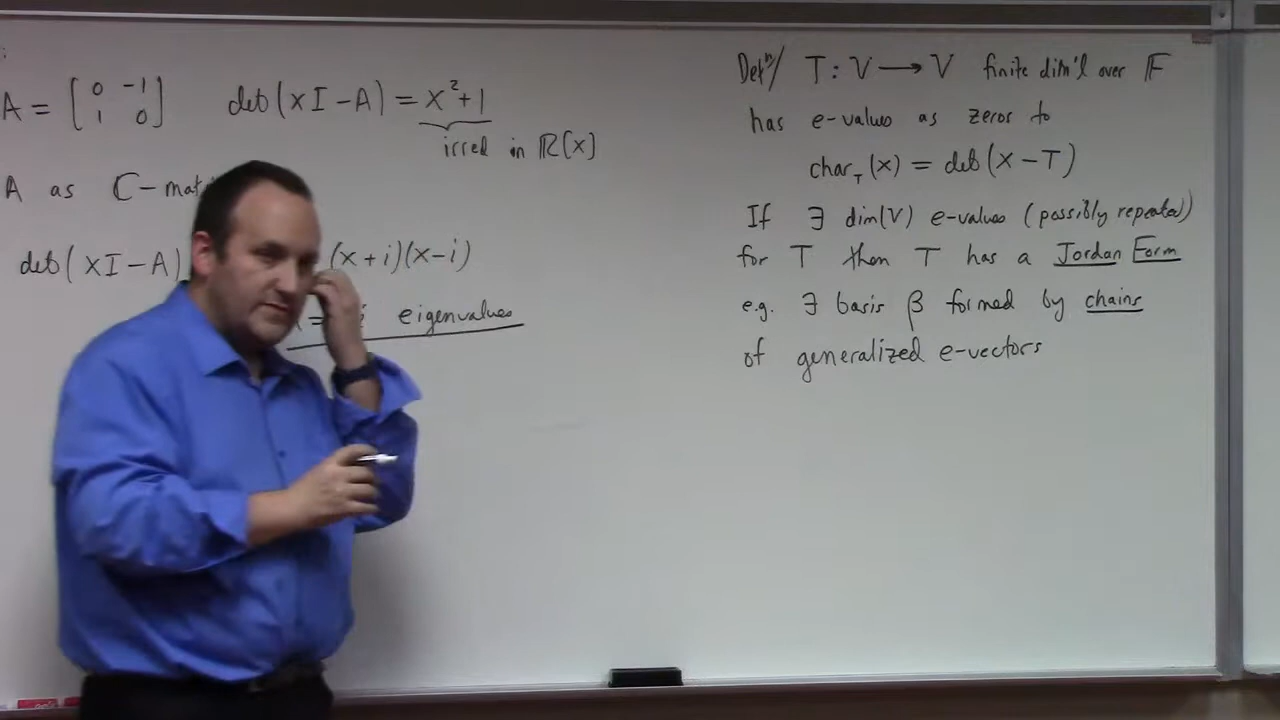 A = [ 0 -1
1 0 ] det(xI - A) = x² + 1
irred in ℝ[x]
A as ℂ-mat
det(xI - A) (x + i)(x - i)
= i eigenvalues
Defⁿ/ T : V → V finite dim'l over 𝔽
has e-values as zeros to
char_T(x) = det(x - T)
If ∃ dim(V) e-values (possibly repeated)
for T then T has a Jordan Form
e.g. ∃ basis β formed by chains
of generalized e-vectors